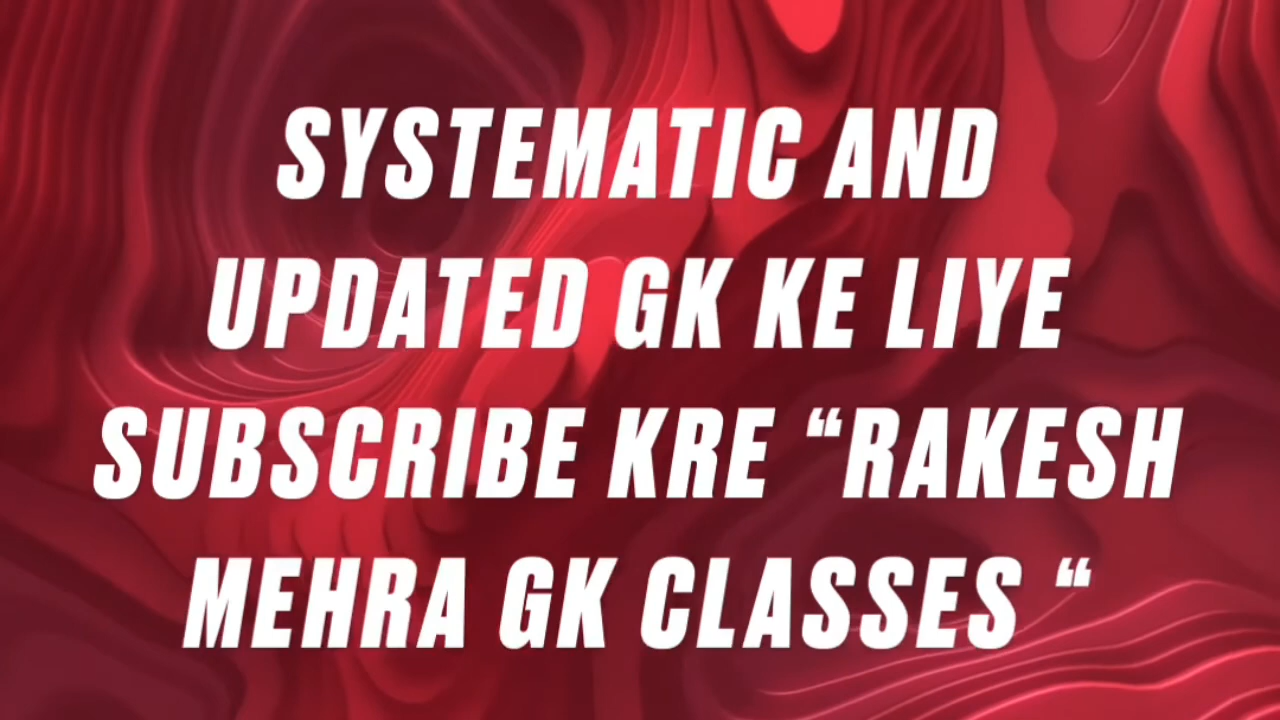 SYSTEMATIC AND
UPDATED GK KE LIYE
SUBSCRIBE KRE “RAKESH
MEHRA GK CLASSES “